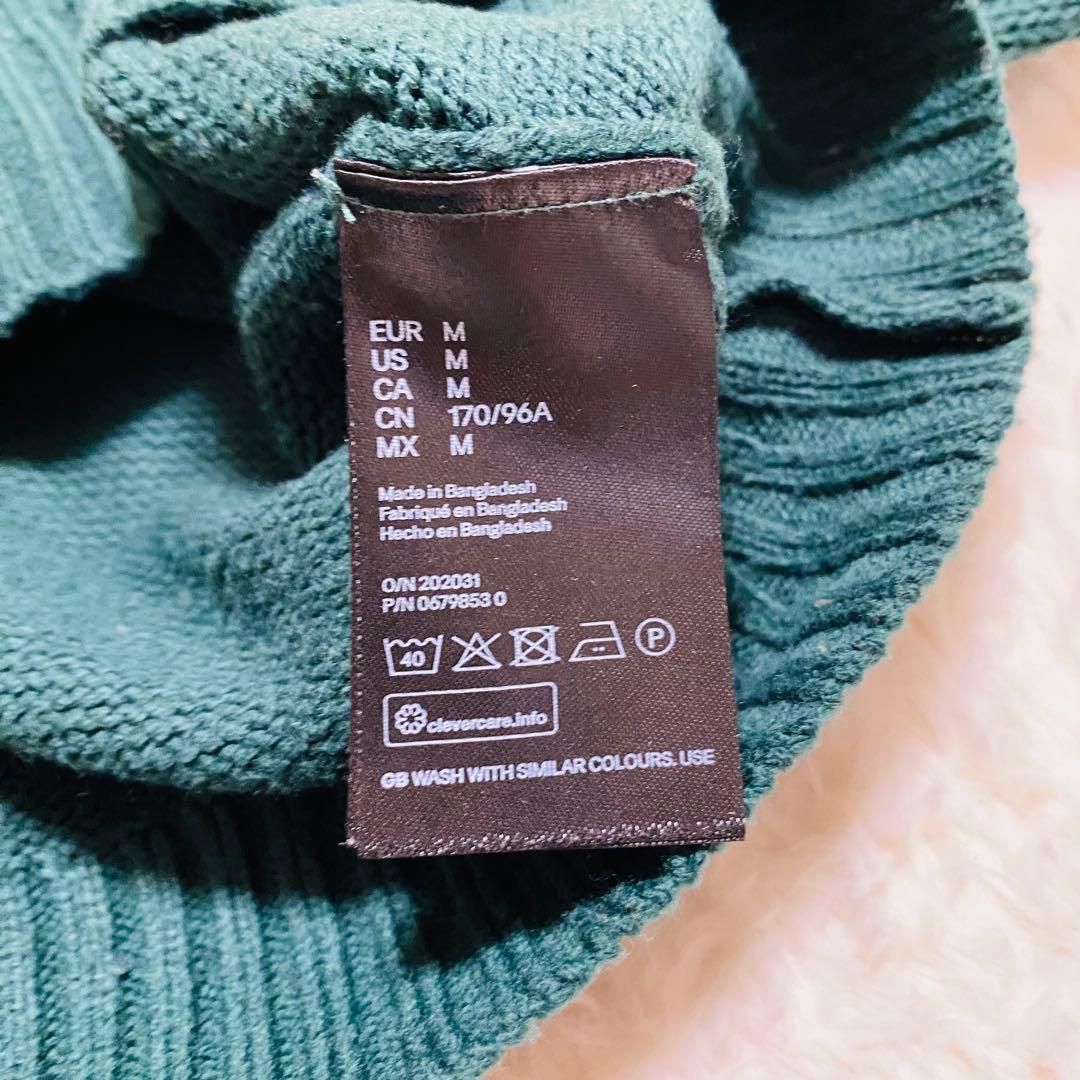 EUR M
US M
CA M
CN 170/96A
MX M
Made in Bangladesh
Fabriqué en Bangladesh
Hecho en Bangladesh
O/N 202031
P/N 0679853 0
40 P
clevercare.info
GB WASH WITH SIMILAR COLOURS. USE